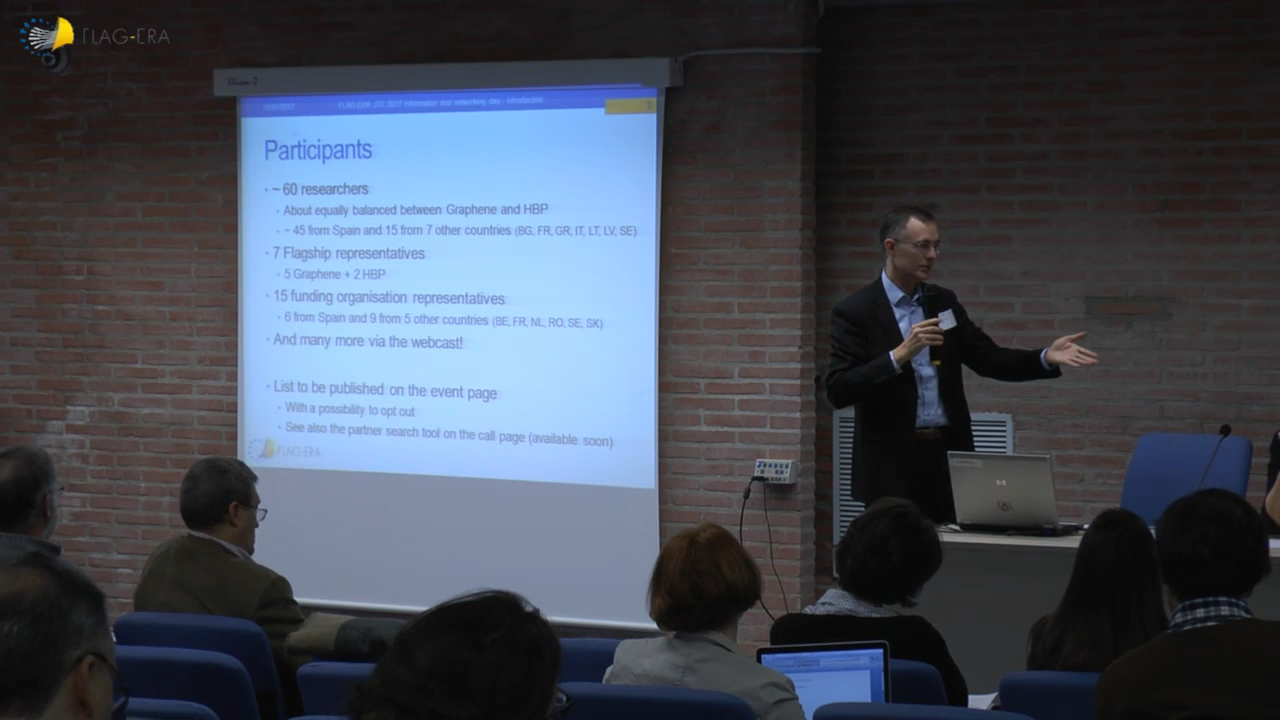 FLAG-ERA
Elicom 2
FLAG-ERA JTC 2017 Information and networking day - Introduction
3
Participants
~ 60 researchers
About equally balanced between Graphene and HBP
~ 45 from Spain and 15 from 7 other countries (BG, FR, GR, IT, LT, LV, SE)
7 Flagship representatives
5 Graphene + 2 HBP
15 funding organisation representatives
6 from Spain and 9 from 5 other countries (BE, FR, NL, RO, SE, SK)
And many more via the webcast!
List to be published on the event page
With a possibility to opt out
See also the partner search tool on the call page (available soon)
FLAG-ERA
hp